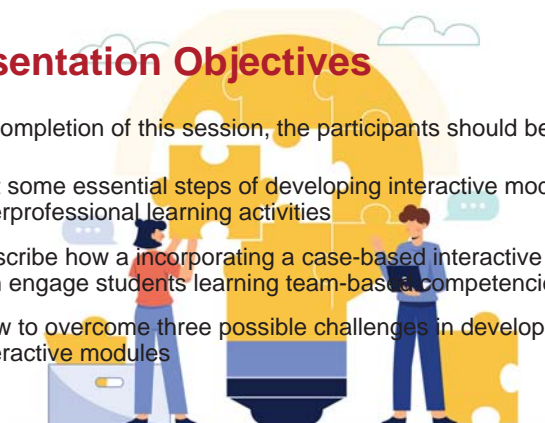 sentation Objectives
ompletion of this session, the participants should be
some essential steps of developing interactive mod
erprofessional learning activities
scribe how a incorporating a case-based interactive
engage students learning team-based competencie
w to overcome three possible challenges in develop
eractive modules